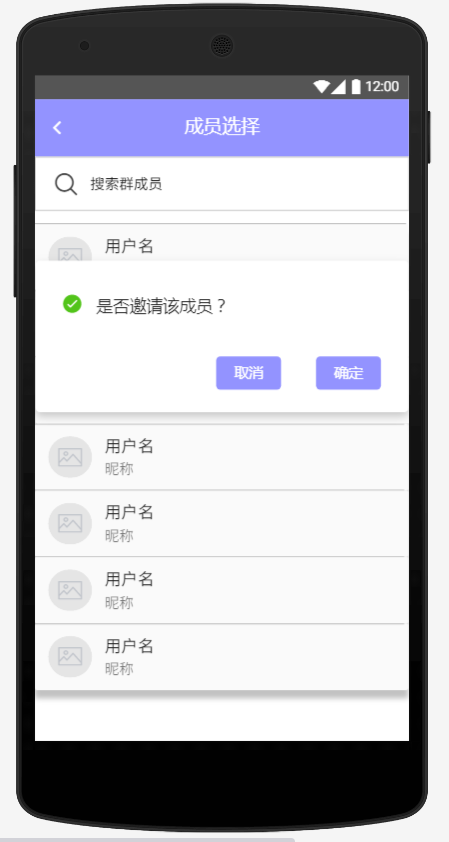 12:00
成员选择
搜索群成员
用户名
是否邀请该成员？
取消
确定
用户名
昵称
用户名
昵称
用户名
昵称
用户名
昵称